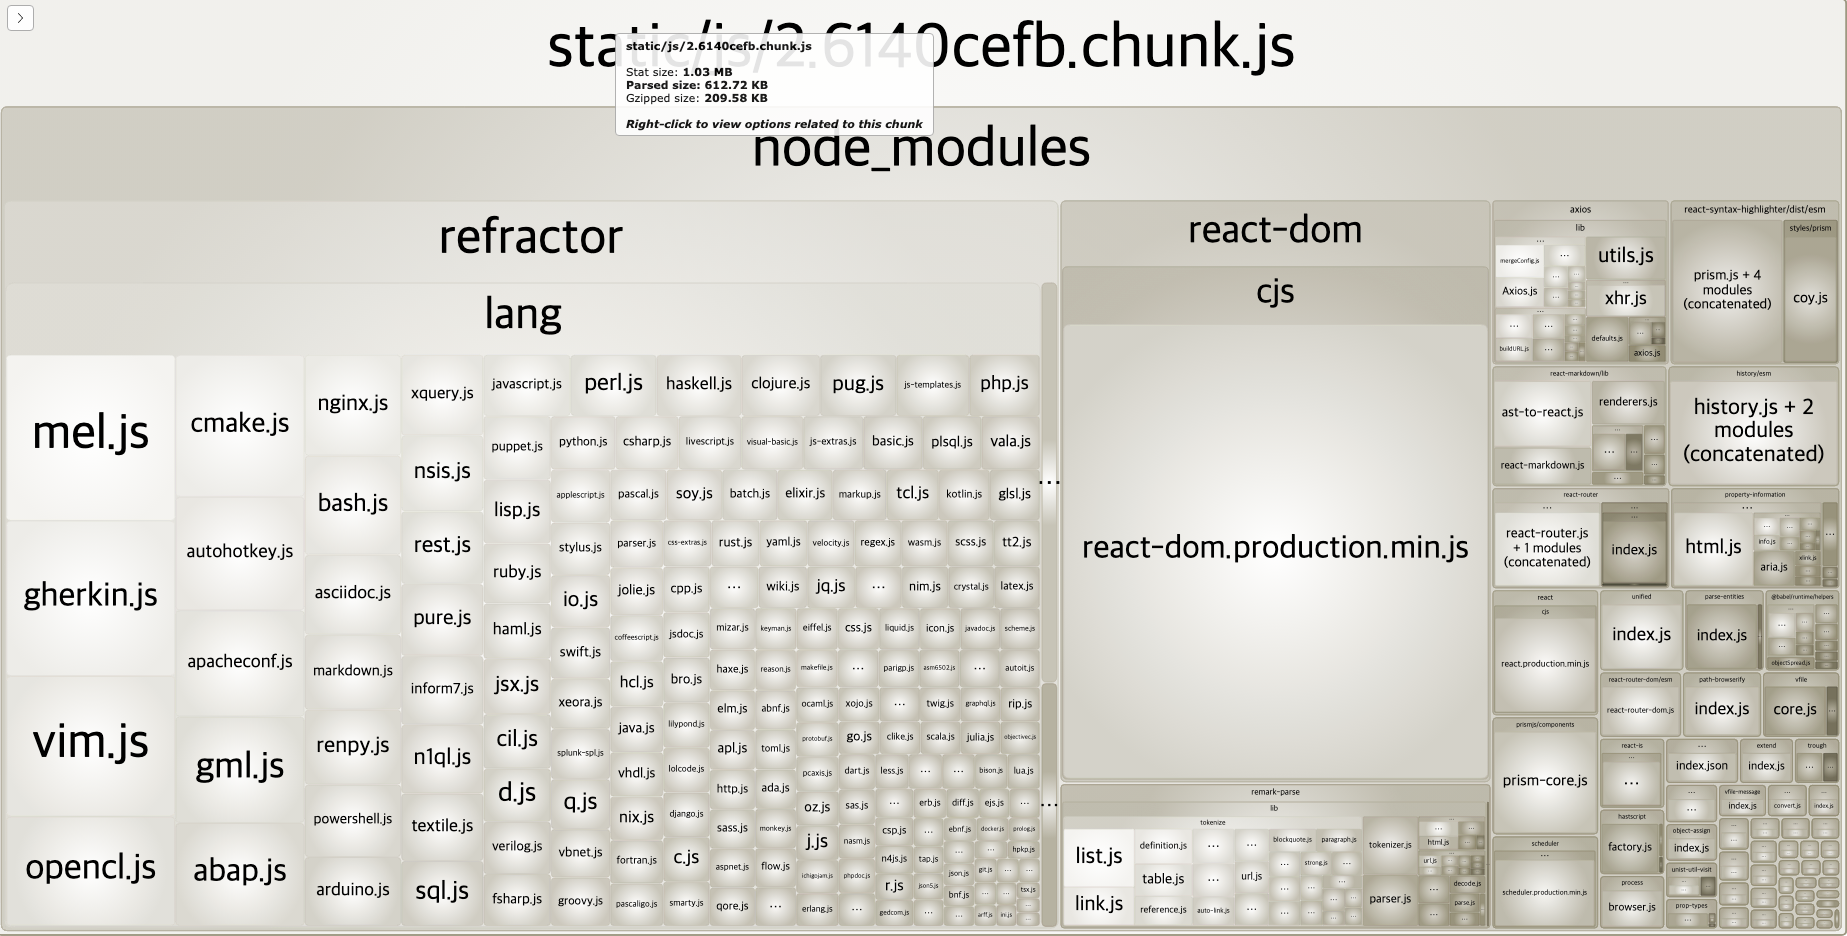 static/js/2.6140cefb.chunk.js
static/js/2.6140cefb.chunk.js
Stat size: 1.03 MB
Parsed size: 612.72 KB
Gzipped size: 209.58 KB
Right-click to view options related to this chunk
node_modules
refractor
lang
mel.js
gherkin.js
vim.js
opencl.js
cmake.js
autohotkey.js
apacheconf.js
gml.js
abap.js
nginx.js
bash.js
asciidoc.js
markdown.js
renpy.js
powershell.js
arduino.js
xquery.js
nsis.js
rest.js
pure.js
inform7.js
n1ql.js
textile.js
sql.js
javascript.js
perl.js
haskell.js
clojure.js
pug.js
js-templates.js
php.js
puppet.js
lisp.js
ruby.js
haml.js
jsx.js
cil.js
d.js
verilog.js
fsharp.js
python.js
csharp.js
livescript.js
visual-basic.js
js-extras.js
basic.js
plsql.js
vala.js
applescript.js
pascal.js
soy.js
batch.js
elixir.js
markup.js
tcl.js
kotlin.js
glsl.js
stylus.js
parser.js
css-extras.js
rust.js
yaml.js
velocity.js
regex.js
wasm.js
scss.js
tt2.js
io.js
jolie.js
cpp.js
...
wiki.js
jq.js
...
nim.js
crystal.js
latex.js
swift.js
coffeescript.js
jsdoc.js
mizar.js
keyman.js
eiffel.js
css.js
liquid.js
icon.js
javadoc.js
scheme.js
xeora.js
hcl.js
bro.js
haxe.js
reason.js
makefile.js
...
parigp.js
asm6502.js
...
autoit.js
splunk-spl.js
java.js
lilypond.js
elm.js
abnf.js
ocaml.js
xojo.js
...
twig.js
graphql.js
rip.js
q.js
vhdl.js
lolcode.js
apl.js
toml.js
protobuf.js
go.js
clike.js
scala.js
julia.js
objectivec.js
vbnet.js
nix.js
django.js
http.js
ada.js
pcaxis.js
dart.js
less.js
...
...
bison.js
lua.js
groovy.js
fortran.js
c.js
sass.js
monkey.js
oz.js
sas.js
...
erb.js
diff.js
ejs.js
...
pascaligo.js
smarty.js
aspnet.js
flow.js
j.js
nasm.js
csp.js
...
ebnf.js
docker.js
prolog.js
qore.js
...
ichigojam.js
phpdoc.js
n4js.js
tap.js
...
...
hpkp.js
erlang.js
...
r.js
json5.js
json.js
git.js
...
gedcom.js
...
bnf.js
...
tsx.js
...
arff.js
ini.js
...
...
react-dom
cjs
react-dom.production.min.js
remark-parse
lib
tokenize
list.js
link.js
definition.js
table.js
reference.js
...
...
auto-link.js
...
url.js
...
blockquote.js
paragraph.js
strong.js
tokenizer.js
parser.js
html.js
url.js
decode.js
parse.js
axios
lib
...
mergeConfig.js
Axios.js
buildURL.js
utils.js
xhr.js
defaults.js
axios.js
react-syntax-highlighter/dist/esm
prism.js + 4
modules
(concatenated)
styles/prism
coy.js
react-markdown/lib
ast-to-react.js
react-markdown.js
renderers.js
...
history/esm
history.js + 2
modules
(concatenated)
react-router
...
react-router.js
+ 1 modules
(concatenated)
index.js
property-information
...
html.js
info.js
aria.js
xlink.js
react
cjs
react.production.min.js
unified
index.js
parse-entities
index.js
@babel/runtime/helpers
objectSpread.js
react-router-dom/esm
react-router-dom.js
path-browserify
index.js
vfile
core.js
prismjs/components
prism-core.js
react-is
...
...
index.json
extend
index.js
trough
...
scheduler
...
scheduler.production.min.js
hastscript
factory.js
process
browser.js
...
vfile-message
index.js
convert.js
index.js
object-assign
index.js
unist-util-visit
...
prop-types
...